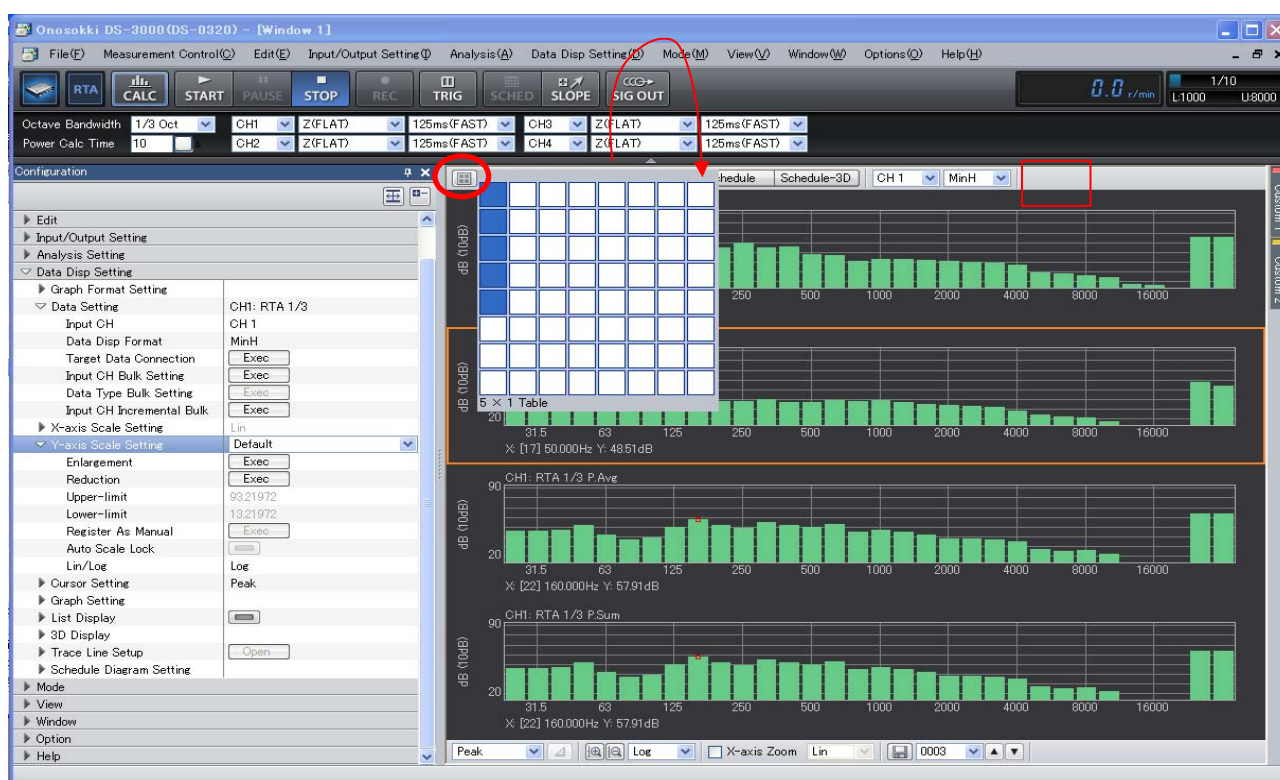 Onosokki DS-3000(DS-0320) - [Window 1]
File(F) Measurement Control(C) Edit(E) Input/Output Setting(I) Analysis(A) Data Disp Setting(D) Mode(M) View(V) Window(W) Options(O) Help(H)
RTA CALC START PAUSE STOP REC TRIG SCHED SLOPE SIG OUT 0.0 r/min 1/10
L:1000 U:8000
Octave Bandwidth 1/3 Oct CH1 Z(FLAT) 125ms(FAST) CH3 Z(FLAT) 125ms(FAST)
Power Calc Time 10 s CH2 Z(FLAT) 125ms(FAST) CH4 Z(FLAT) 125ms(FAST)
Configuration
Edit
Input/Output Setting
Analysis Setting
Data Disp Setting
Graph Format Setting
Data Setting CH1: RTA 1/3
Input CH CH 1
Data Disp Format MinH
Target Data Connection Exec
Input CH Bulk Setting Exec
Data Type Bulk Setting Exec
Input CH Incremental Bulk Exec
X-axis Scale Setting Lin
Y-axis Scale Setting Default
Enlargement Exec
Reduction Exec
Upper-limit 93.21972
Lower-limit 13.21972
Register As Manual Exec
Auto Scale Lock
Lin/Log Log
Cursor Setting Peak
Graph Setting
List Display
3D Display
Trace Line Setup Open
Schedule Diagram Setting
Mode
View
Window
Option
Help
hedule Schedule-3D CH 1 MinH
Custom 1
Custom 2
dB (10dB)
250 500 1000 2000 4000 8000 16000
dB (10dB)
5 × 1 Table
20
31.5 63 125 250 500 1000 2000 4000 8000 16000
X: [17] 50.000Hz Y: 48.51dB
CH1: RTA 1/3 P.Avg
90
dB (10dB)
20
31.5 63 125 250 500 1000 2000 4000 8000 16000
X: [22] 160.000Hz Y: 57.91dB
CH1: RTA 1/3 P.Sum
90
dB (10dB)
20
31.5 63 125 250 500 1000 2000 4000 8000 16000
X: [22] 160.000Hz Y: 57.91dB
Peak Log X-axis Zoom Lin 0003